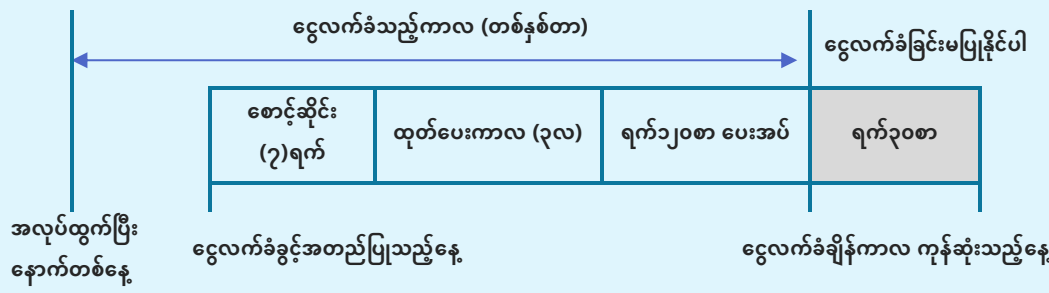 ငွေလက်ခံသည့်ကာလ (တစ်နှစ်တာ)
ငွေလက်ခံခြင်းမပြုနိုင်ပါ
စောင့်ဆိုင်း
(၇)ရက်
ထုတ်ပေးကာလ (၃လ)
ရက်၁၂၀စာ ပေးအပ်
ရက်၃၀စာ
အလုပ်ထွက်ပြီး
နောက်တစ်နေ့
ငွေလက်ခံခွင့်အတည်ပြုသည့်နေ့
ငွေလက်ခံချိန်ကာလ ကုန်ဆုံးသည့်နေ့